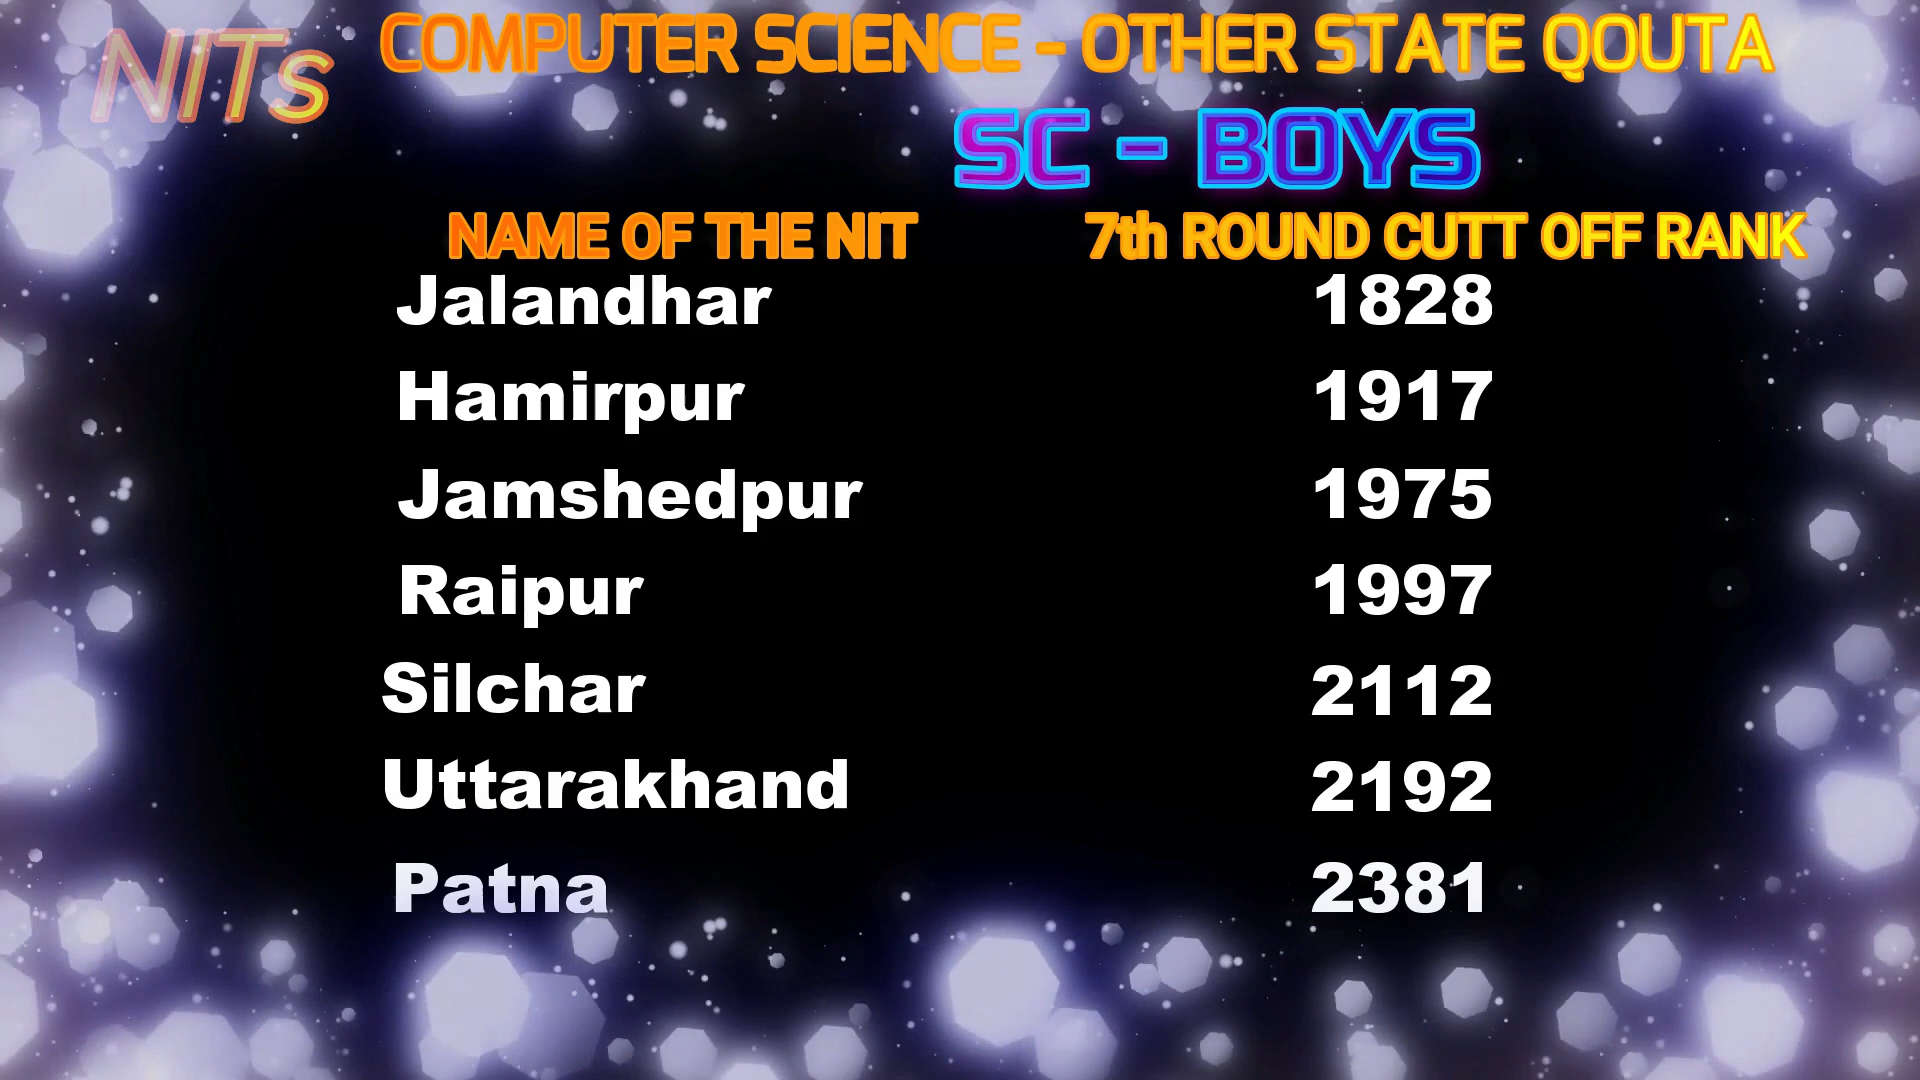 NITs
COMPUTER SCIENCE - OTHER STATE QOUTA
SC - BOYS
NAME OF THE NIT 7th ROUND CUTT OFF RANK
Jalandhar 1828
Hamirpur 1917
Jamshedpur 1975
Raipur 1997
Silchar 2112
Uttarakhand 2192
Patna 2381